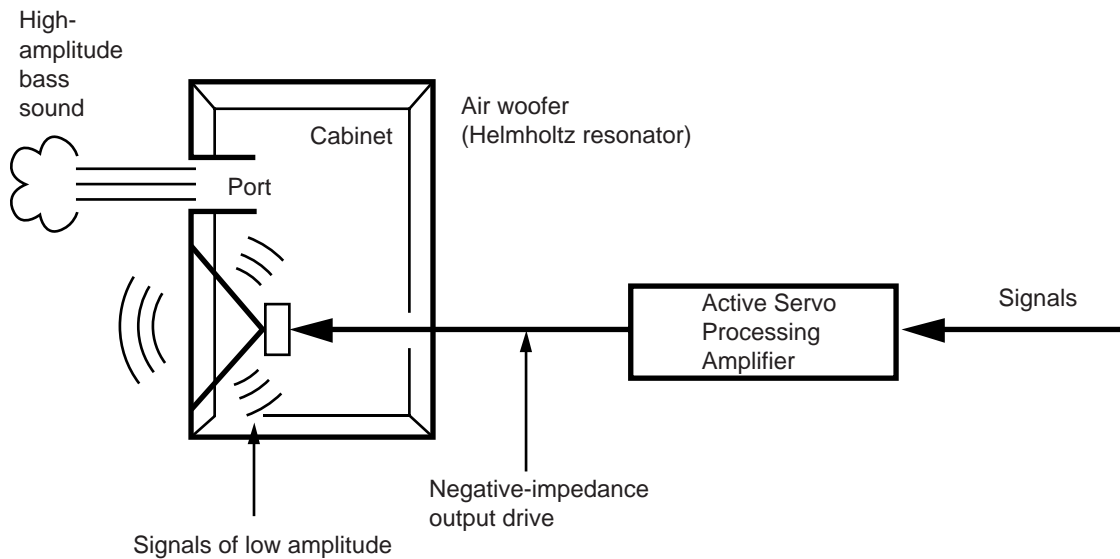 High-
amplitude
bass
sound
Cabinet
Air woofer
(Helmholtz resonator)
Port
Active Servo
Processing
Amplifier
Signals
Negative-impedance
output drive
Signals of low amplitude